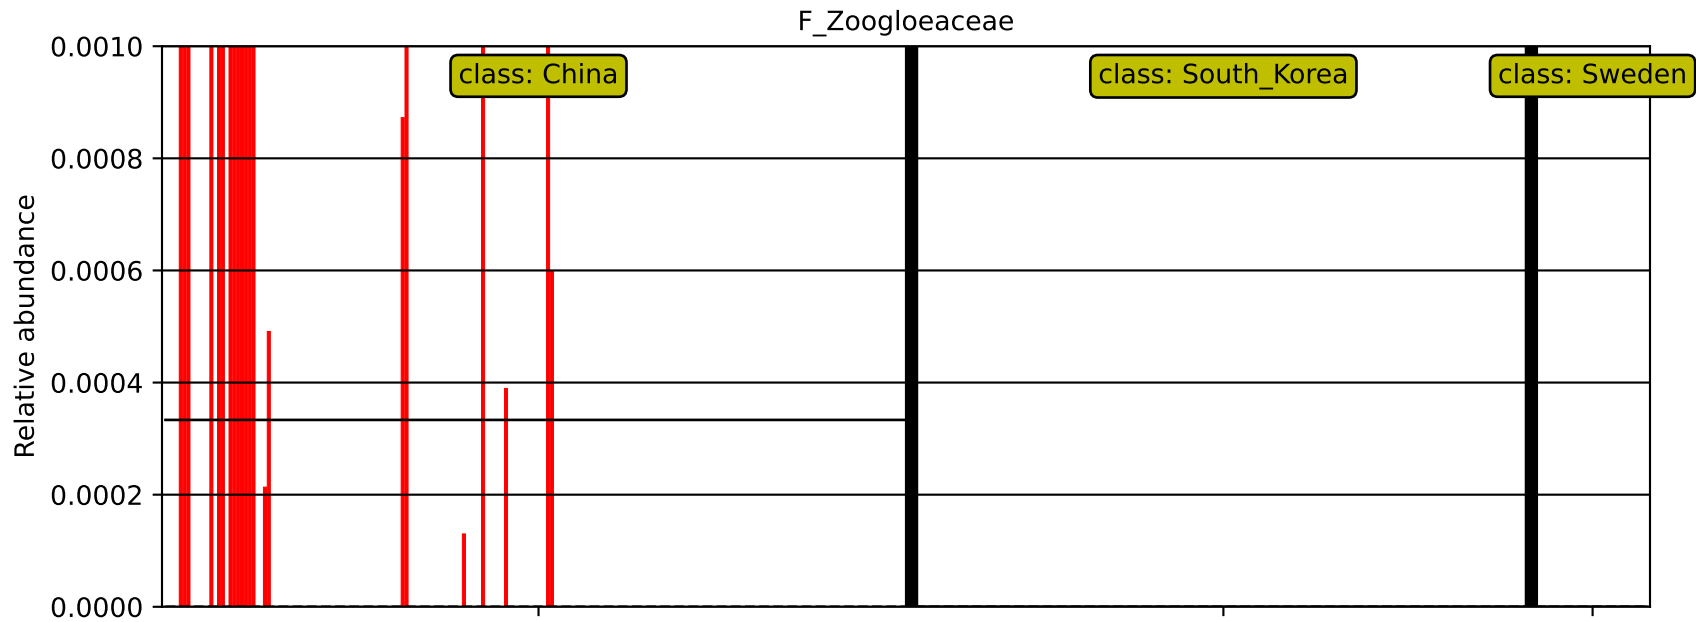 F_Zoogloeaceae
0.0010
class: China
class: South_Korea
class: Sweden
0.0008
0.0006
0.0004
0.0002
0.0000
Relative abundance